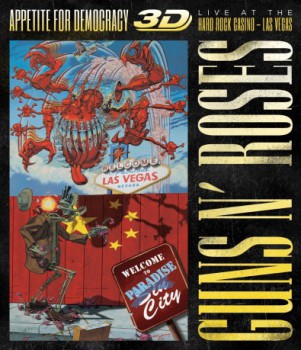 APPETITE FOR DEMOCRACY 3D
LIVE AT THE
HARD ROCK CASINO – LAS VEGAS
GUNS N' ROSES
WELCOME
LAS VEGAS
NEVADA
WELCOME
TO
PARADISE
City